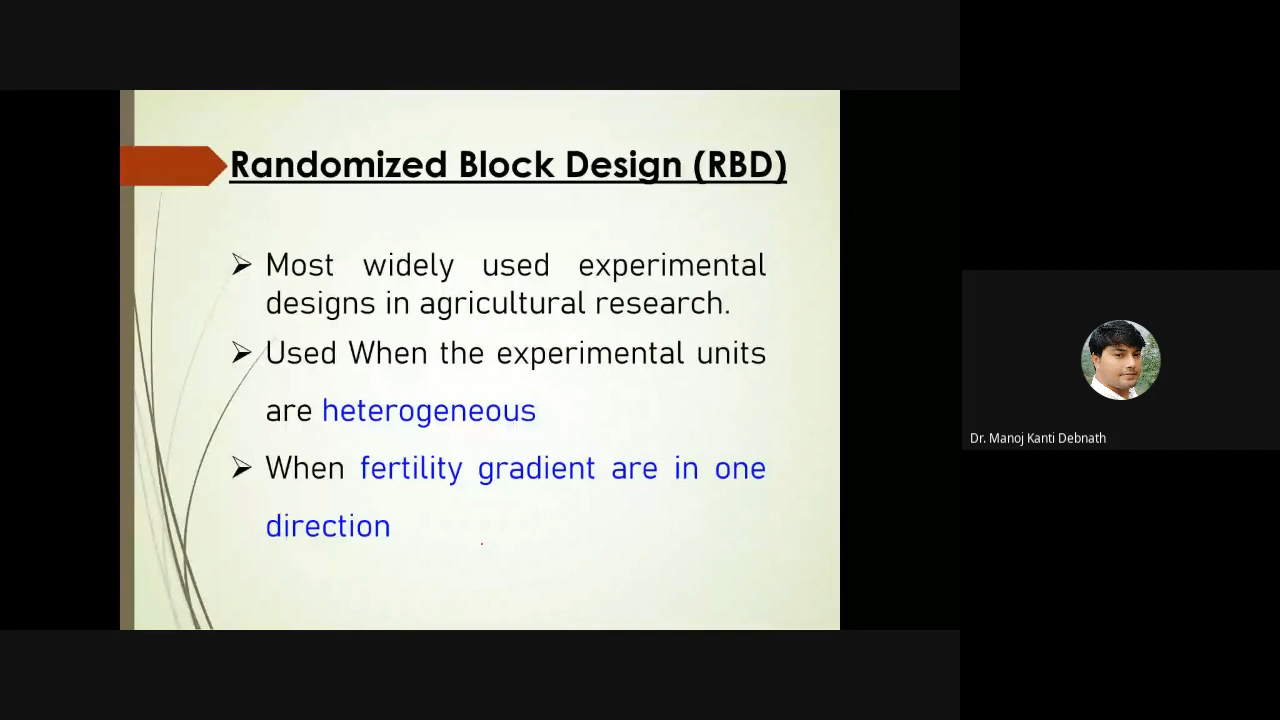 Randomized Block Design (RBD)
➢ Most widely used experimental
designs in agricultural research.
➢ Used When the experimental units
are heterogeneous
➢ When fertility gradient are in one
direction
Dr. Manoj Kanti Debnath